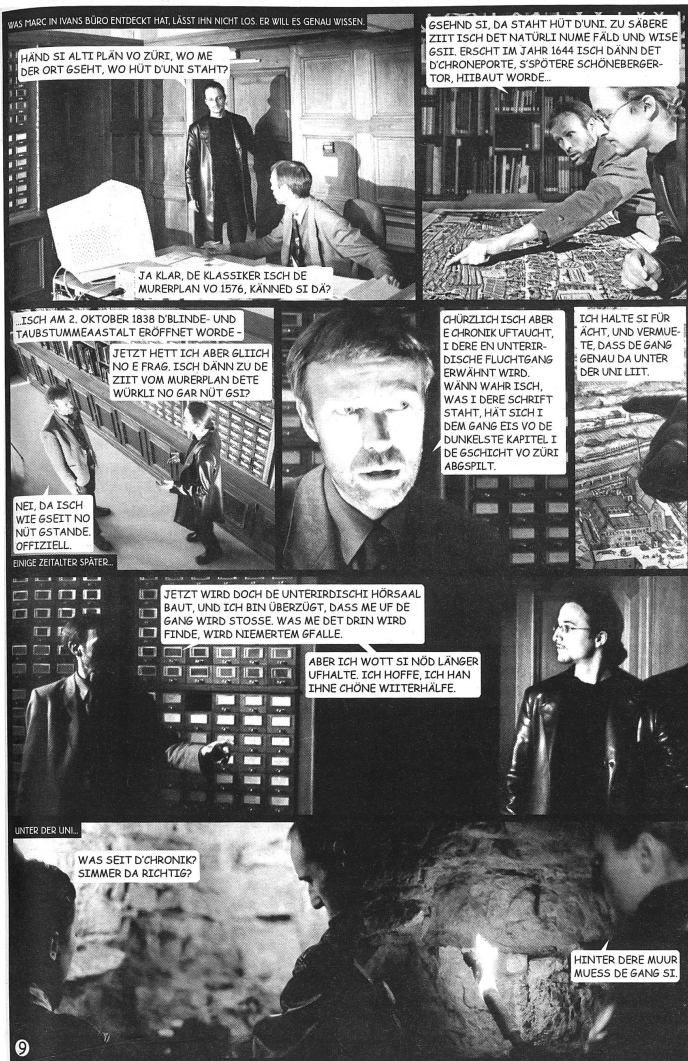 WAS MARC IN IVANS BÜRO ENTDECKT HAT, LÄSST IHN NICHT LOS. ER WILL ES GENAU WISSEN.
HÄND SI ALTI PLÄN VO ZÜRI, WO ME
DER ORT GSEHT, WO HÜT D'UNI STAHT?
JA KLAR, DE KLASSIKER ISCH DE
MURERPLAN VO 1576, KÄNNED SI DÄ?
GSEHND SI, DA STAHT HÜT D'UNI. ZU SÄBERE
ZIIT ISCH DET NATÜRLI NUME FÄLD UND WISE
GSII. ERSCHT IM JAHR 1644 ISCH DÄNN DET
D'CHRONEPORTE, S'SPÖTERE SCHÖNEBERGER-
TOR, HIIBAUT WORDE...
...ISCH AM 2. OKTOBER 1838 D'BLINDE- UND
TAUBSTUMMEAASTALT ERÖFFNET WORDE –
JETZT HETT ICH ABER GLIICH
NO E FRAG. ISCH DÄNN ZU DE
ZIIT VOM MURERPLAN DETE
WÜRKLI NO GAR NÜT GSI?
NEI, DA ISCH
WIE GSEIT NO
NÜT GSTANDE.
OFFIZIELL.
EINIGE ZEITALTER SPÄTER...
CHÜRZLICH ISCH ABER
E CHRONIK UFTAUCHT,
I DERE EN UNTERIR-
DISCHE FLUCHTGANG
ERWÄHNT WIRD.
WÄNN WAHR ISCH,
WAS I DERE SCHRIFT
STAHT, HÄT SICH I
DEM GANG EIS VO DE
DUNKELSTE KAPITEL I
DE GSCHICHT VO ZÜRI
ABGSPILT.
ICH HALTE SI FÜR
ÄCHT, UND VERMUE-
TE, DASS DE GANG
GENAU DA UNTER
DER UNI LIIT.
JETZT WIRD DOCH DE UNTERIRDISCHI HÖRSAAL
BAUT, UND ICH BIN ÜBERZÜGT, DASS ME UF DE
GANG WIRD STOSSE. WAS ME DET DRIN WIRD
FINDE, WIRD NIEMERTEM GFALLE.
ABER ICH WOTT SI NÖD LÄNGER
UFHALTE. ICH HOFFE, ICH HAN
IHNE CHÖNE WIITERHÄLFE.
UNTER DER UNI...
WAS SEIT D'CHRONIK?
SIMMER DA RICHTIG?
HINTER DERE MUUR
MUESS DE GANG SI.
9